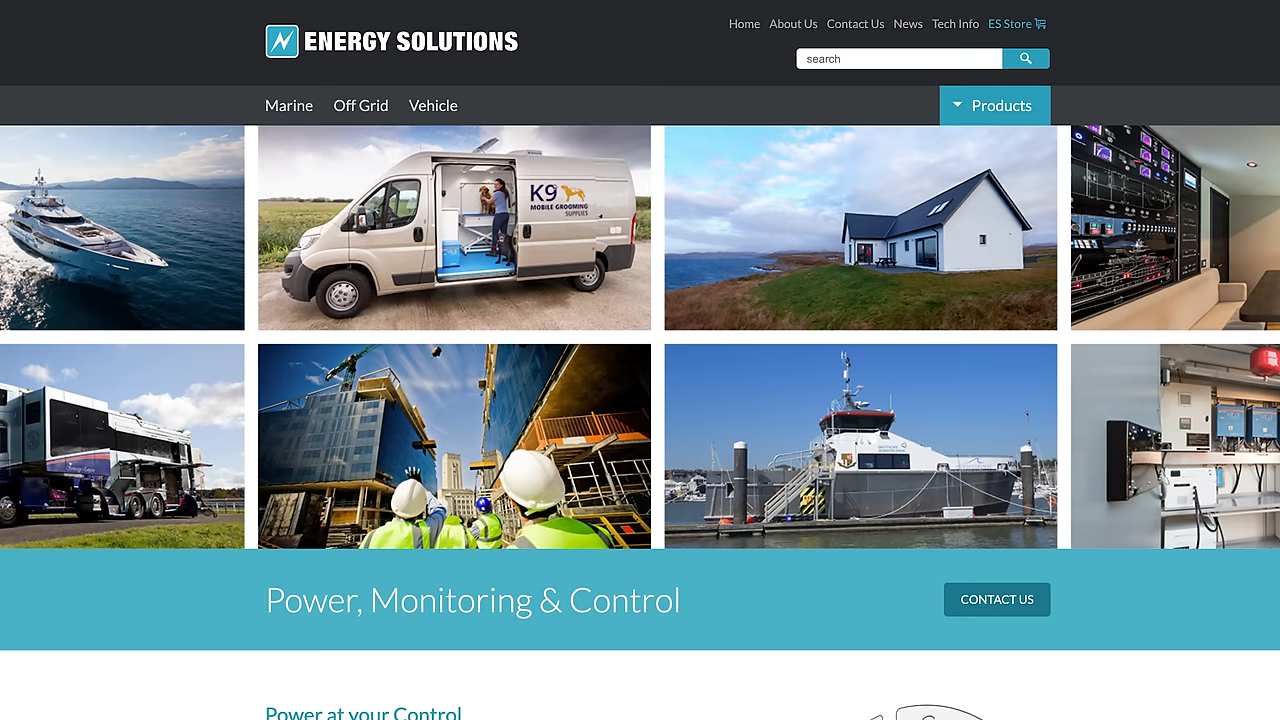 Home About Us Contact Us News Tech Info ES Store
ENERGY SOLUTIONS
search
Marine Off Grid Vehicle Products
K9
MOBILE GROOMING
SUPPLIES
Power, Monitoring & Control
CONTACT US
Power at your Control